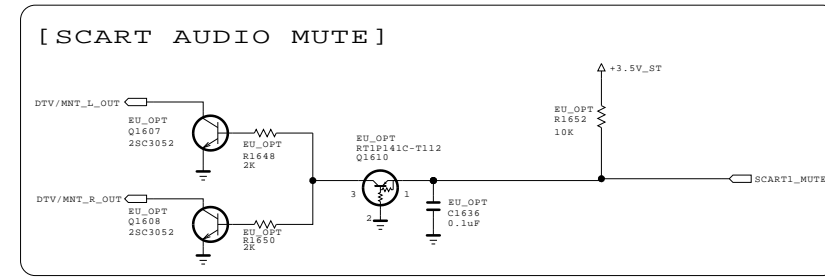 [SCART AUDIO MUTE]
+3.5V_ST
DTV/MNT_L_OUT
EU_OPT
Q1607
2SC3052
EU_OPT
R1648
2K
EU_OPT
RT1P141C-T112
Q1610
EU_OPT
R1652
10K
3
1
2
SCART1_MUTE
DTV/MNT_R_OUT
EU_OPT
Q1608
2SC3052
EU_OPT
R1650
2K
EU_OPT
C1636
0.1uF